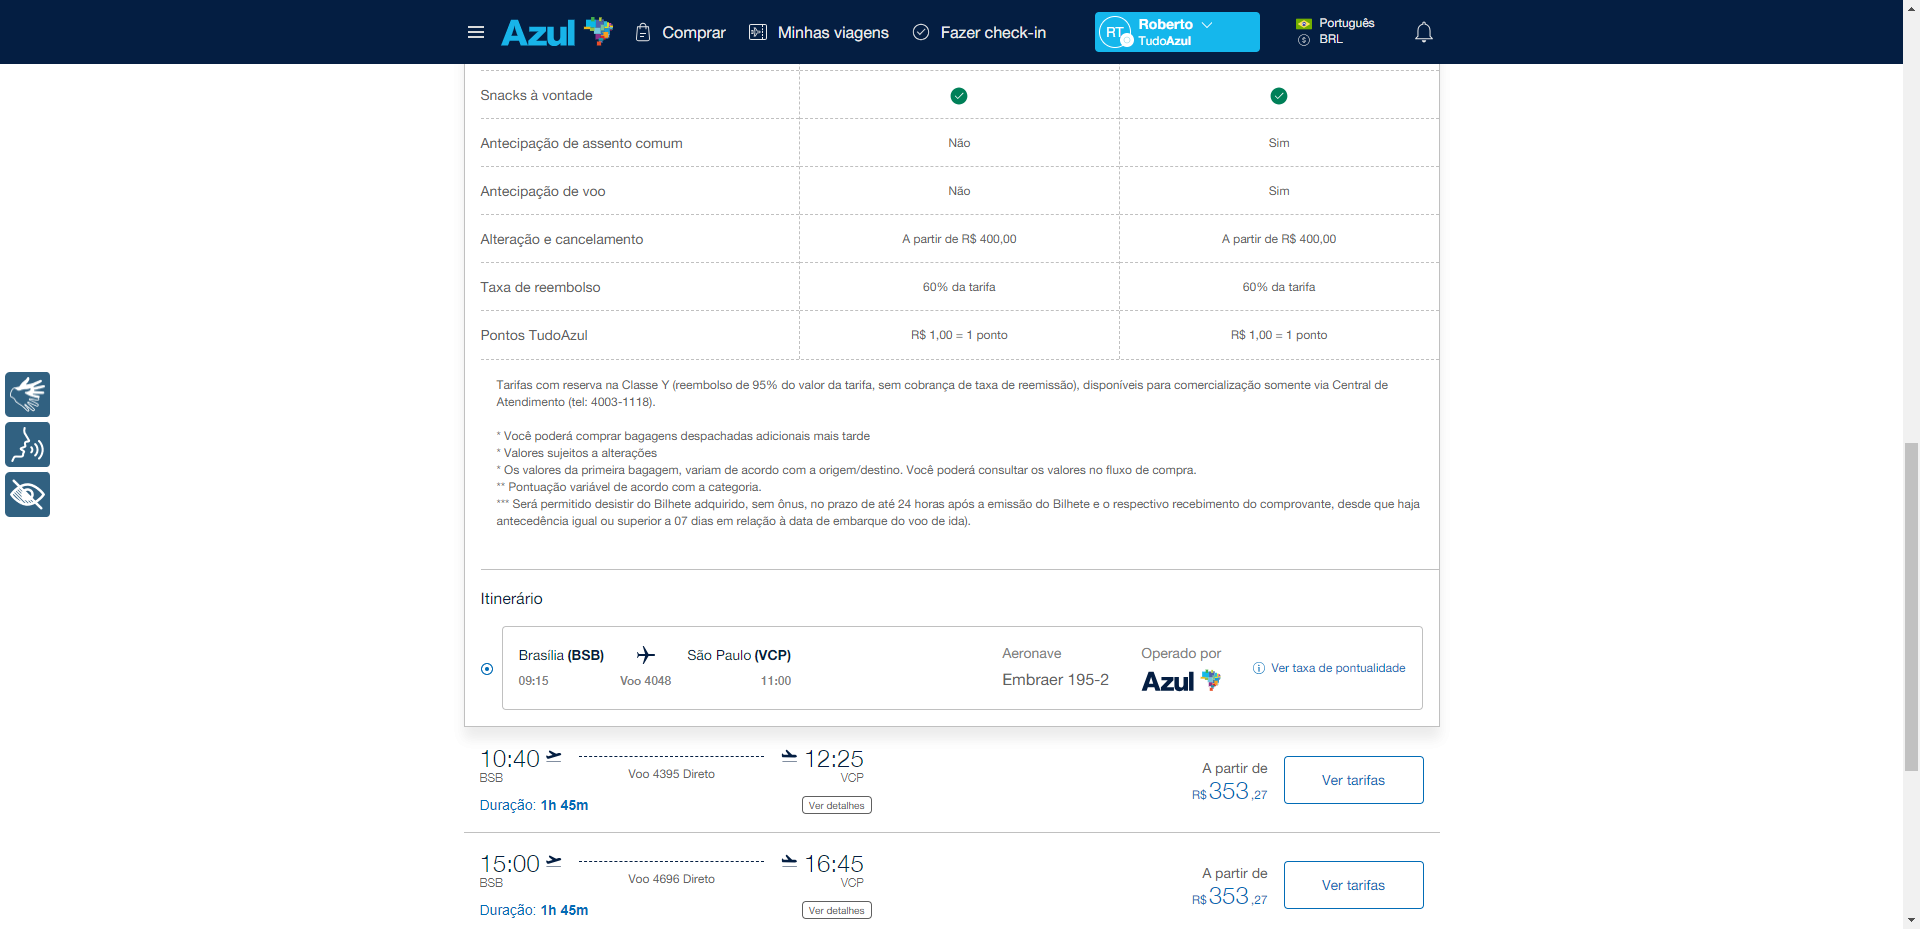 Azul
Comprar
Minhas viagens
Fazer check-in
RT
Roberto
TudoAzul
Português
BRL
Snacks à vontade
Antecipação de assento comum Não Sim
Antecipação de voo Não Sim
Alteração e cancelamento A partir de R$ 400,00 A partir de R$ 400,00
Taxa de reembolso 60% da tarifa 60% da tarifa
Pontos TudoAzul R$ 1,00 = 1 ponto R$ 1,00 = 1 ponto
Tarifas com reserva na Classe Y (reembolso de 95% do valor da tarifa, sem cobrança de taxa de reemissão), disponíveis para comercialização somente via Central de
Atendimento (tel: 4003-1118).
* Você poderá comprar bagagens despachadas adicionais mais tarde
* Valores sujeitos a alterações
* Os valores da primeira bagagem, variam de acordo com a origem/destino. Você poderá consultar os valores no fluxo de compra.
** Pontuação variável de acordo com a categoria.
*** Será permitido desistir do Bilhete adquirido, sem ônus, no prazo de até 24 horas após a emissão do Bilhete e o respectivo recebimento do comprovante, desde que haja
antecedência igual ou superior a 07 dias em relação à data de embarque do voo de ida).
Itinerário
Brasília (BSB) São Paulo (VCP)
09:15 Voo 4048 11:00
Aeronave
Embraer 195-2
Operado por
Azul
Ver taxa de pontualidade
10:40 12:25
BSB Voo 4395 Direto VCP
Duração: 1h 45m Ver detalhes
A partir de
R$ 353,27
Ver tarifas
15:00 16:45
BSB Voo 4696 Direto VCP
Duração: 1h 45m Ver detalhes
A partir de
R$ 353,27
Ver tarifas